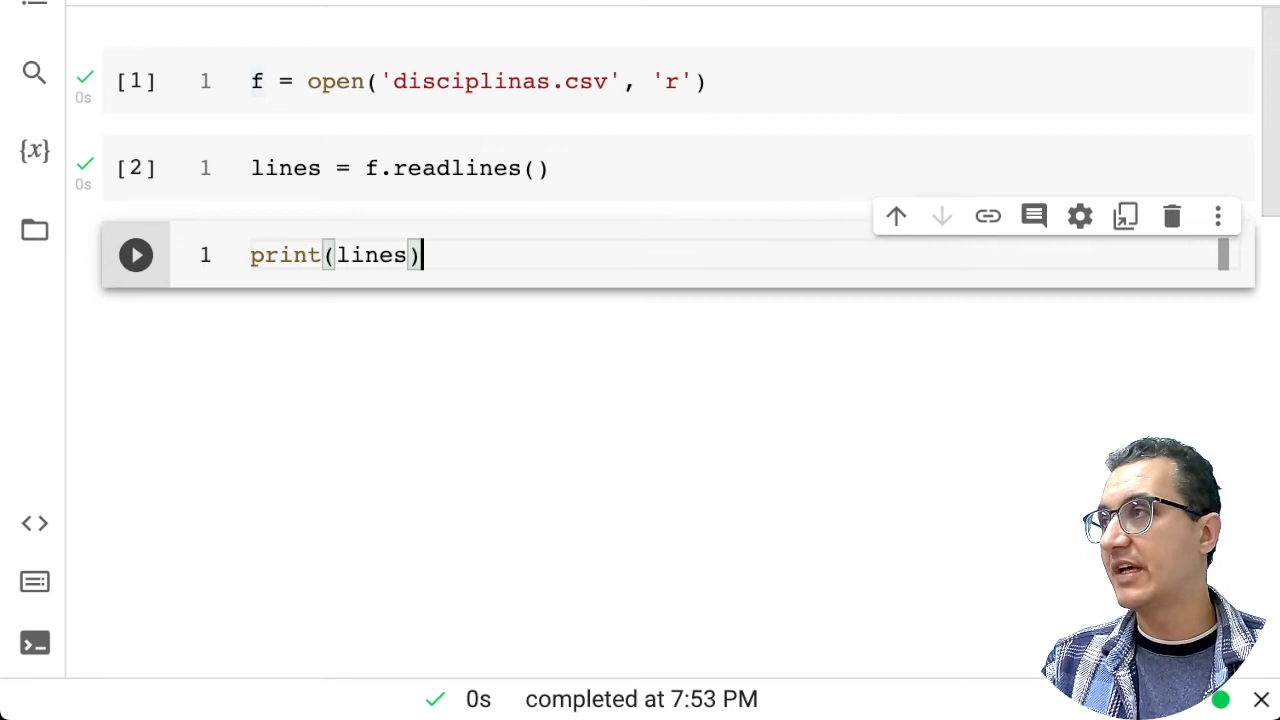 [1] 1 f = open('disciplinas.csv', 'r')
0s
[2] 1 lines = f.readlines()
0s
{x}
1 print(lines)
0s completed at 7:53 PM